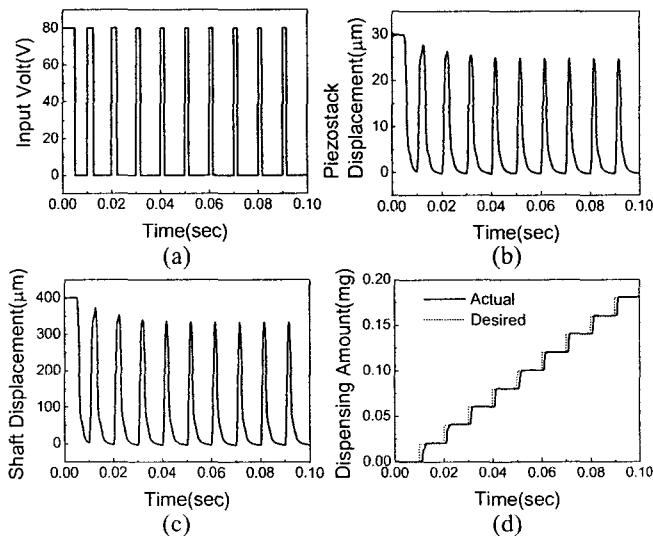 80
60
40
20
0
Input Volt(V)
0.00 0.02 0.04 0.06 0.08 0.10
Time(sec)
(a)
30
20
10
0
Piezostack
Displacement(μm)
0.00 0.02 0.04 0.06 0.08 0.10
Time(sec)
(b)
400
300
200
100
0
Shaft Displacement(μm)
0.00 0.02 0.04 0.06 0.08 0.10
Time(sec)
(c)
0.20
0.15
0.10
0.05
0.00
Dispensing Amount(mg)
Actual
Desired
0.00 0.02 0.04 0.06 0.08 0.10
Time(sec)
(d)